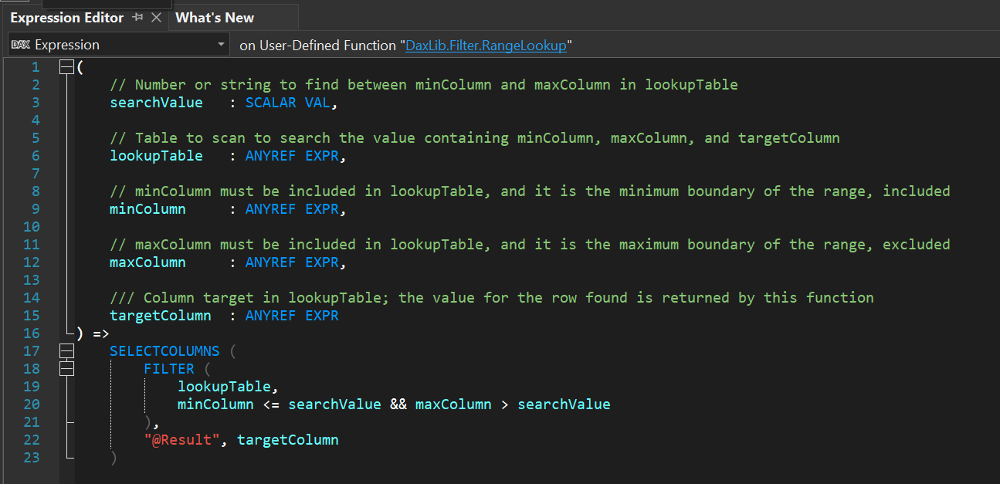 Expression Editor
What's New
DAX Expression on User-Defined Function "DaxLib.Filter.RangeLookup"
1 (
2 // Number or string to find between minColumn and maxColumn in lookupTable
3 searchValue : SCALAR VAL,
4
5 // Table to scan to search the value containing minColumn, maxColumn, and targetColumn
6 lookupTable : ANYREF EXPR,
7
8 // minColumn must be included in lookupTable, and it is the minimum boundary of the range, included
9 minColumn : ANYREF EXPR,
10
11 // maxColumn must be included in lookupTable, and it is the maximum boundary of the range, excluded
12 maxColumn : ANYREF EXPR,
13
14 /// Column target in lookupTable; the value for the row found is returned by this function
15 targetColumn : ANYREF EXPR
16 ) =>
17 SELECTCOLUMNS (
18 FILTER (
19 lookupTable,
20 minColumn <= searchValue && maxColumn > searchValue
21 ),
22 "@Result", targetColumn
23 )